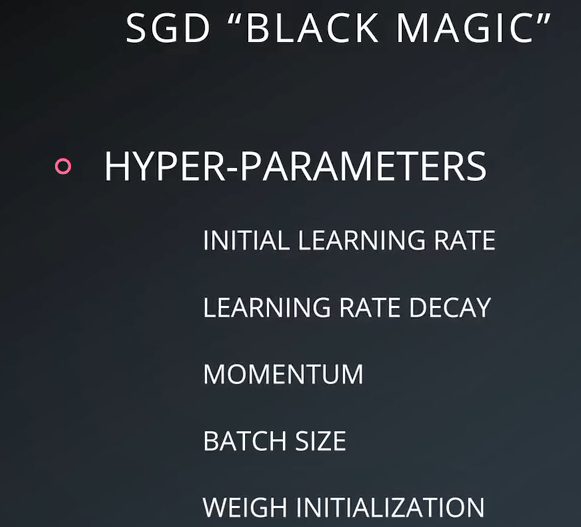 SGD “BLACK MAGIC”
HYPER-PARAMETERS
INITIAL LEARNING RATE
LEARNING RATE DECAY
MOMENTUM
BATCH SIZE
WEIGH INITIALIZATION